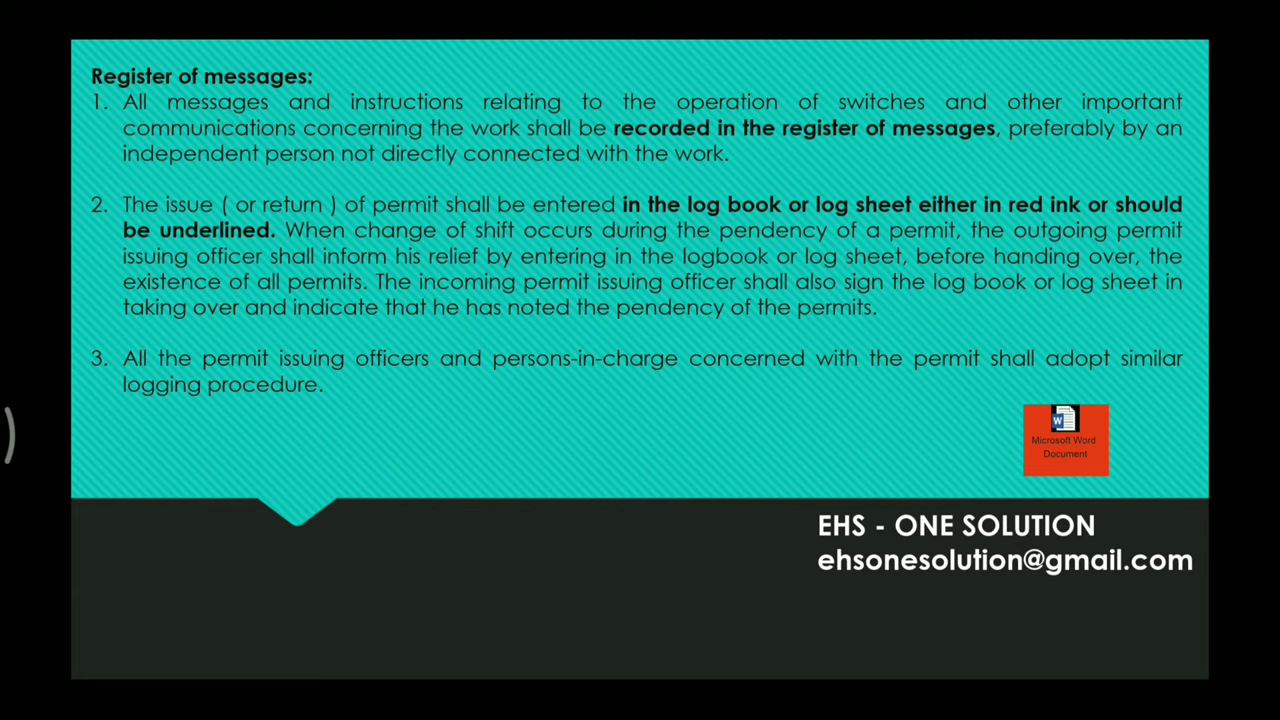 Register of messages:
1. All messages and instructions relating to the operation of switches and other important
communications concerning the work shall be recorded in the register of messages, preferably by an
independent person not directly connected with the work.
2. The issue ( or return ) of permit shall be entered in the log book or log sheet either in red ink or should
be underlined. When change of shift occurs during the pendency of a permit, the outgoing permit
issuing officer shall inform his relief by entering in the logbook or log sheet, before handing over, the
existence of all permits. The incoming permit issuing officer shall also sign the log book or log sheet in
taking over and indicate that he has noted the pendency of the permits.
3. All the permit issuing officers and persons-in-charge concerned with the permit shall adopt similar
logging procedure.
W
Microsoft Word
Document
EHS - ONE SOLUTION
ehsonesolution@gmail.com